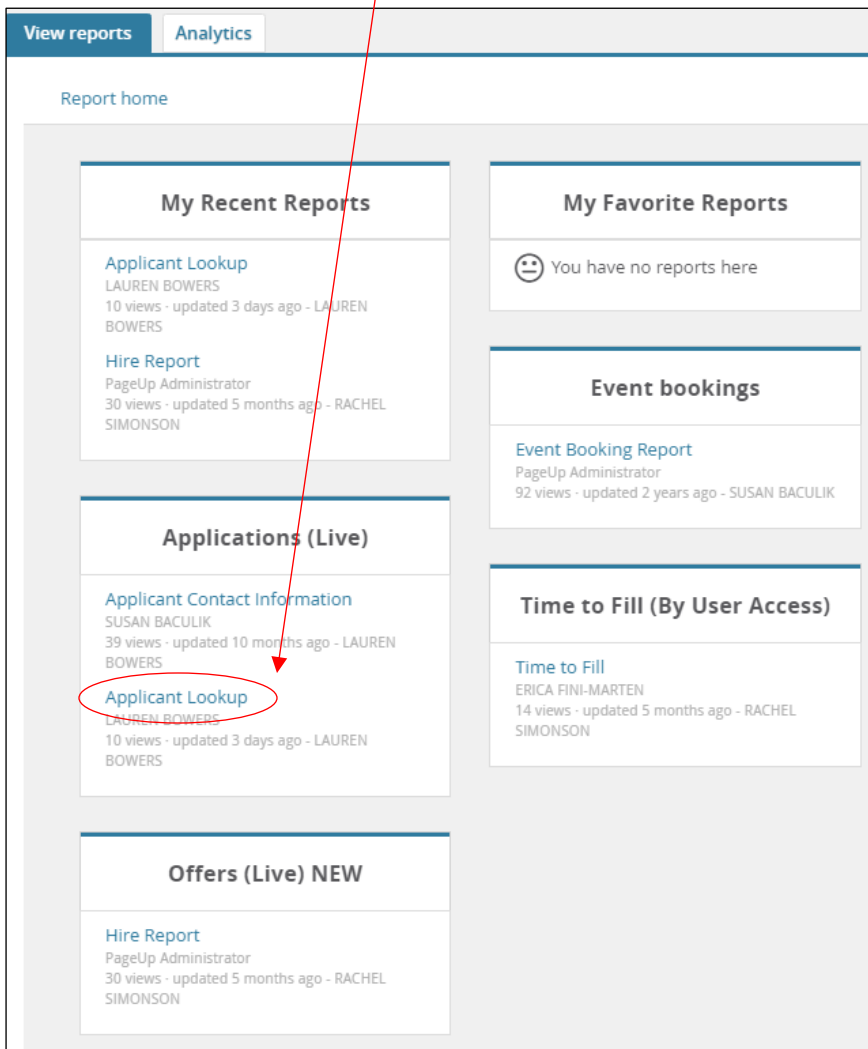 View reports
Analytics
Report home
My Recent Reports
Applicant Lookup
LAUREN BOWERS
10 views · updated 3 days ago - LAUREN
BOWERS
Hire Report
PageUp Administrator
30 views · updated 5 months ago - RACHEL
SIMONSON
Applications (Live)
Applicant Contact Information
SUSAN BACULIK
39 views · updated 10 months ago - LAUREN
BOWERS
Applicant Lookup
LAUREN BOWERS
10 views · updated 3 days ago - LAUREN
BOWERS
Offers (Live) NEW
Hire Report
PageUp Administrator
30 views · updated 5 months ago - RACHEL
SIMONSON
My Favorite Reports
You have no reports here
Event bookings
Event Booking Report
PageUp Administrator
92 views · updated 2 years ago - SUSAN BACULIK
Time to Fill (By User Access)
Time to Fill
ERICA FINI-MARTEN
14 views · updated 5 months ago - RACHEL
SIMONSON